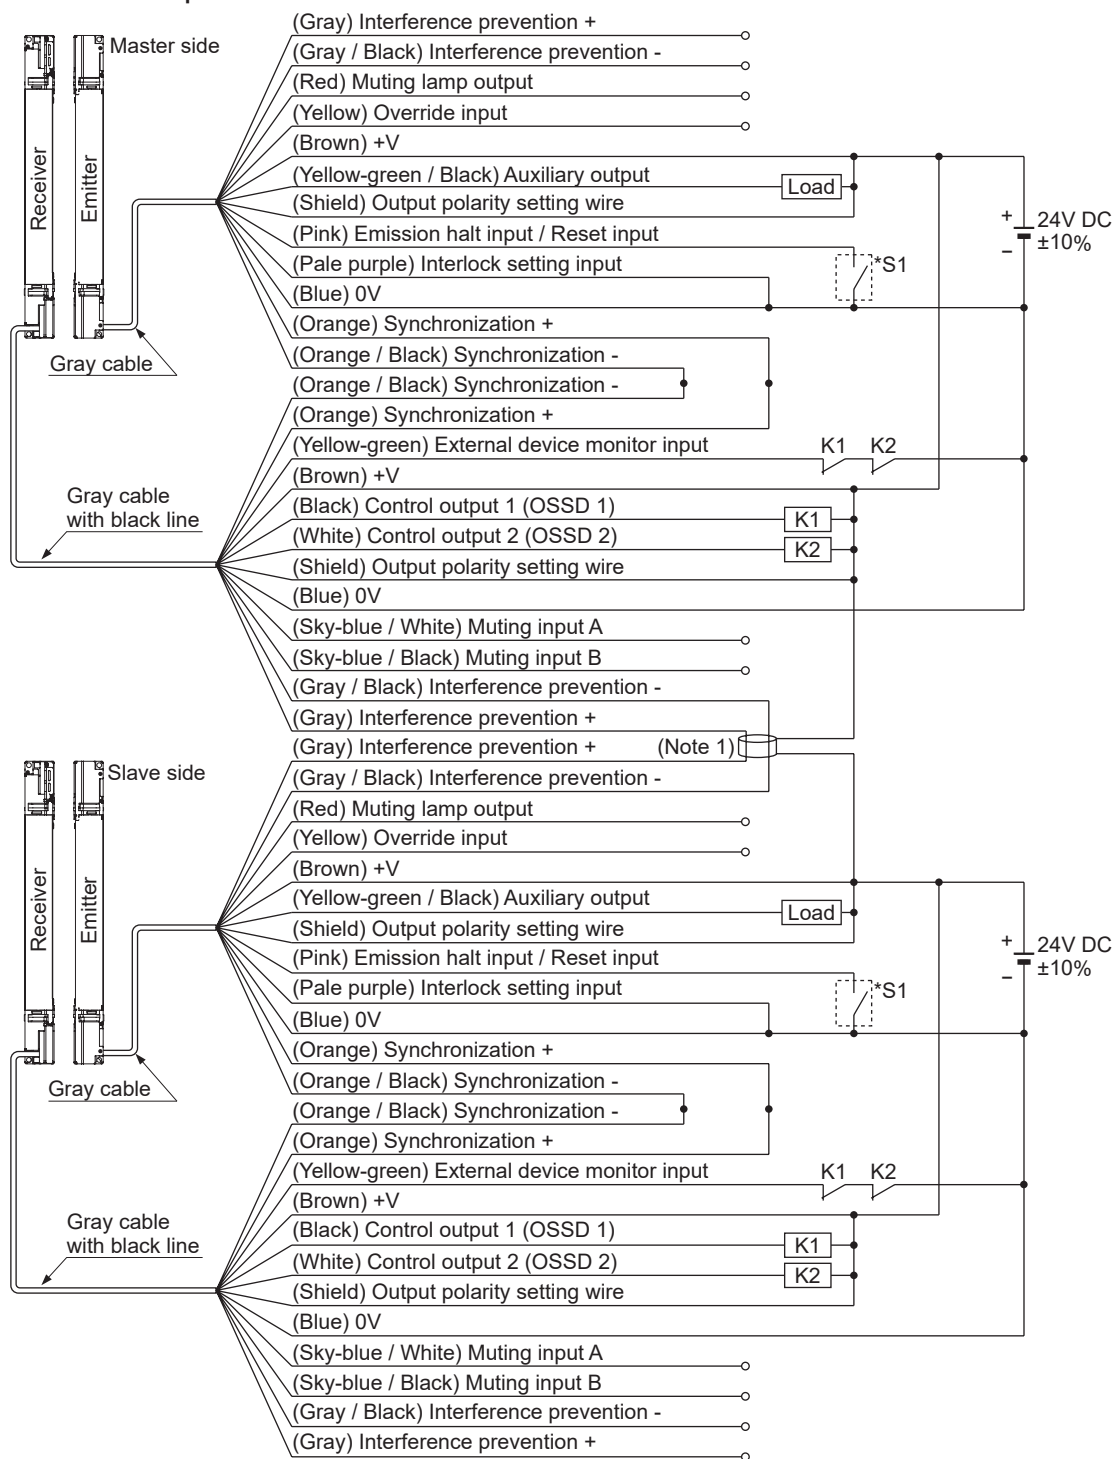 (Gray) Interference prevention +
Master side
(Gray / Black) Interference prevention -
(Red) Muting lamp output
(Yellow) Override input
(Brown) +V
Receiver
Emitter
(Yellow-green / Black) Auxiliary output
Load
(Shield) Output polarity setting wire
+
24V DC
±10%
−
(Pink) Emission halt input / Reset input
(Pale purple) Interlock setting input
*S1
(Blue) 0V
(Orange) Synchronization +
(Orange / Black) Synchronization -
Gray cable
(Orange / Black) Synchronization -
(Orange) Synchronization +
(Yellow-green) External device monitor input
K1
K2
(Brown) +V
Gray cable
with black line
(Black) Control output 1 (OSSD 1)
K1
(White) Control output 2 (OSSD 2)
K2
(Shield) Output polarity setting wire
(Blue) 0V
(Sky-blue / White) Muting input A
(Sky-blue / Black) Muting input B
(Gray / Black) Interference prevention -
(Gray) Interference prevention +
(Gray) Interference prevention +
(Note 1)
Slave side
(Gray / Black) Interference prevention -
(Red) Muting lamp output
(Yellow) Override input
(Brown) +V
Receiver
Emitter
(Yellow-green / Black) Auxiliary output
Load
(Shield) Output polarity setting wire
+
24V DC
±10%
−
(Pink) Emission halt input / Reset input
(Pale purple) Interlock setting input
*S1
(Blue) 0V
(Orange) Synchronization +
(Orange / Black) Synchronization -
Gray cable
(Orange / Black) Synchronization -
(Orange) Synchronization +
(Yellow-green) External device monitor input
K1
K2
(Brown) +V
Gray cable
with black line
(Black) Control output 1 (OSSD 1)
K1
(White) Control output 2 (OSSD 2)
K2
(Shield) Output polarity setting wire
(Blue) 0V
(Sky-blue / White) Muting input A
(Sky-blue / Black) Muting input B
(Gray / Black) Interference prevention -
(Gray) Interference prevention +